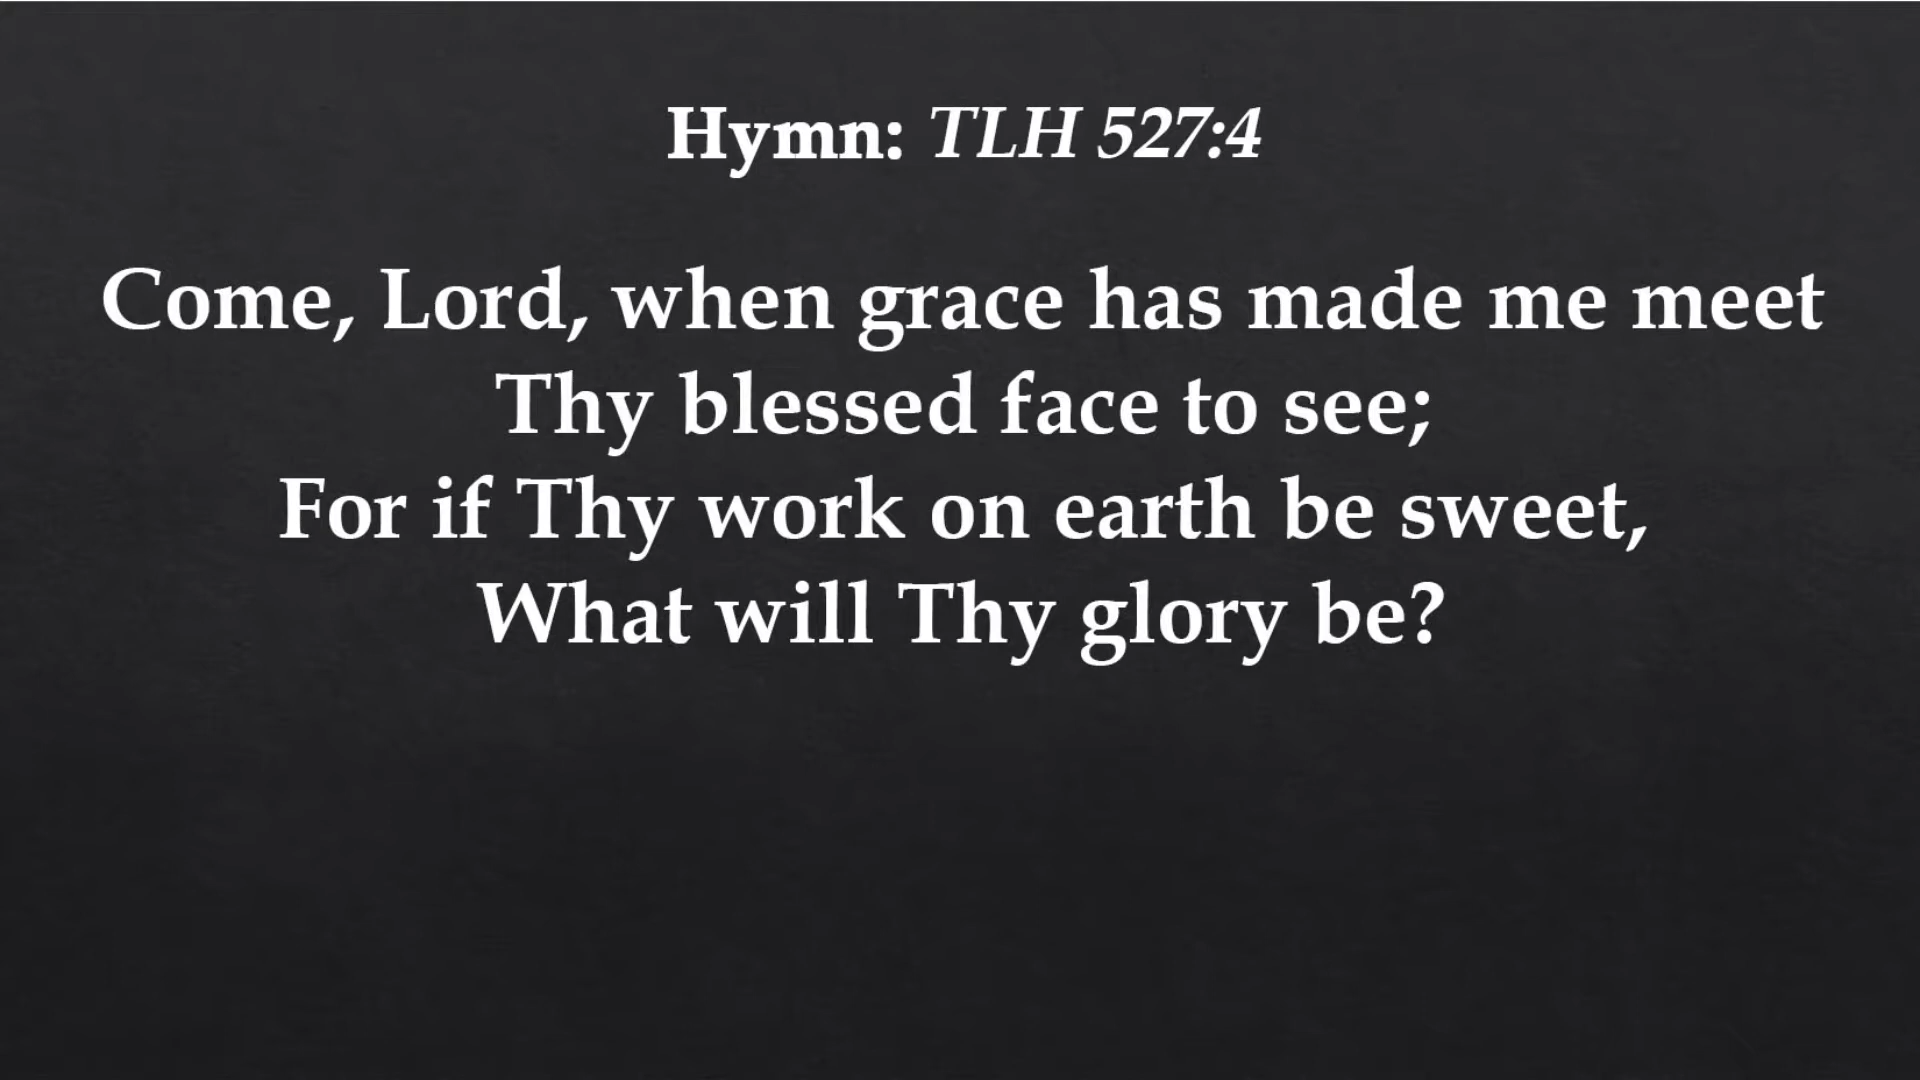 Hymn: TLH 527:4
Come, Lord, when grace has made me meet
Thy blessed face to see;
For if Thy work on earth be sweet,
What will Thy glory be?